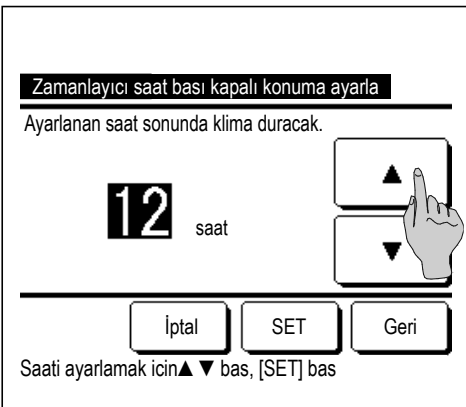 Zamanlayıcı saat bası kapalı konuma ayarla
Ayarlanan saat sonunda klima duracak.
▲
12 saat
▼
İptal SET Geri
Saati ayarlamak icin▲ ▼ bas, [SET] bas